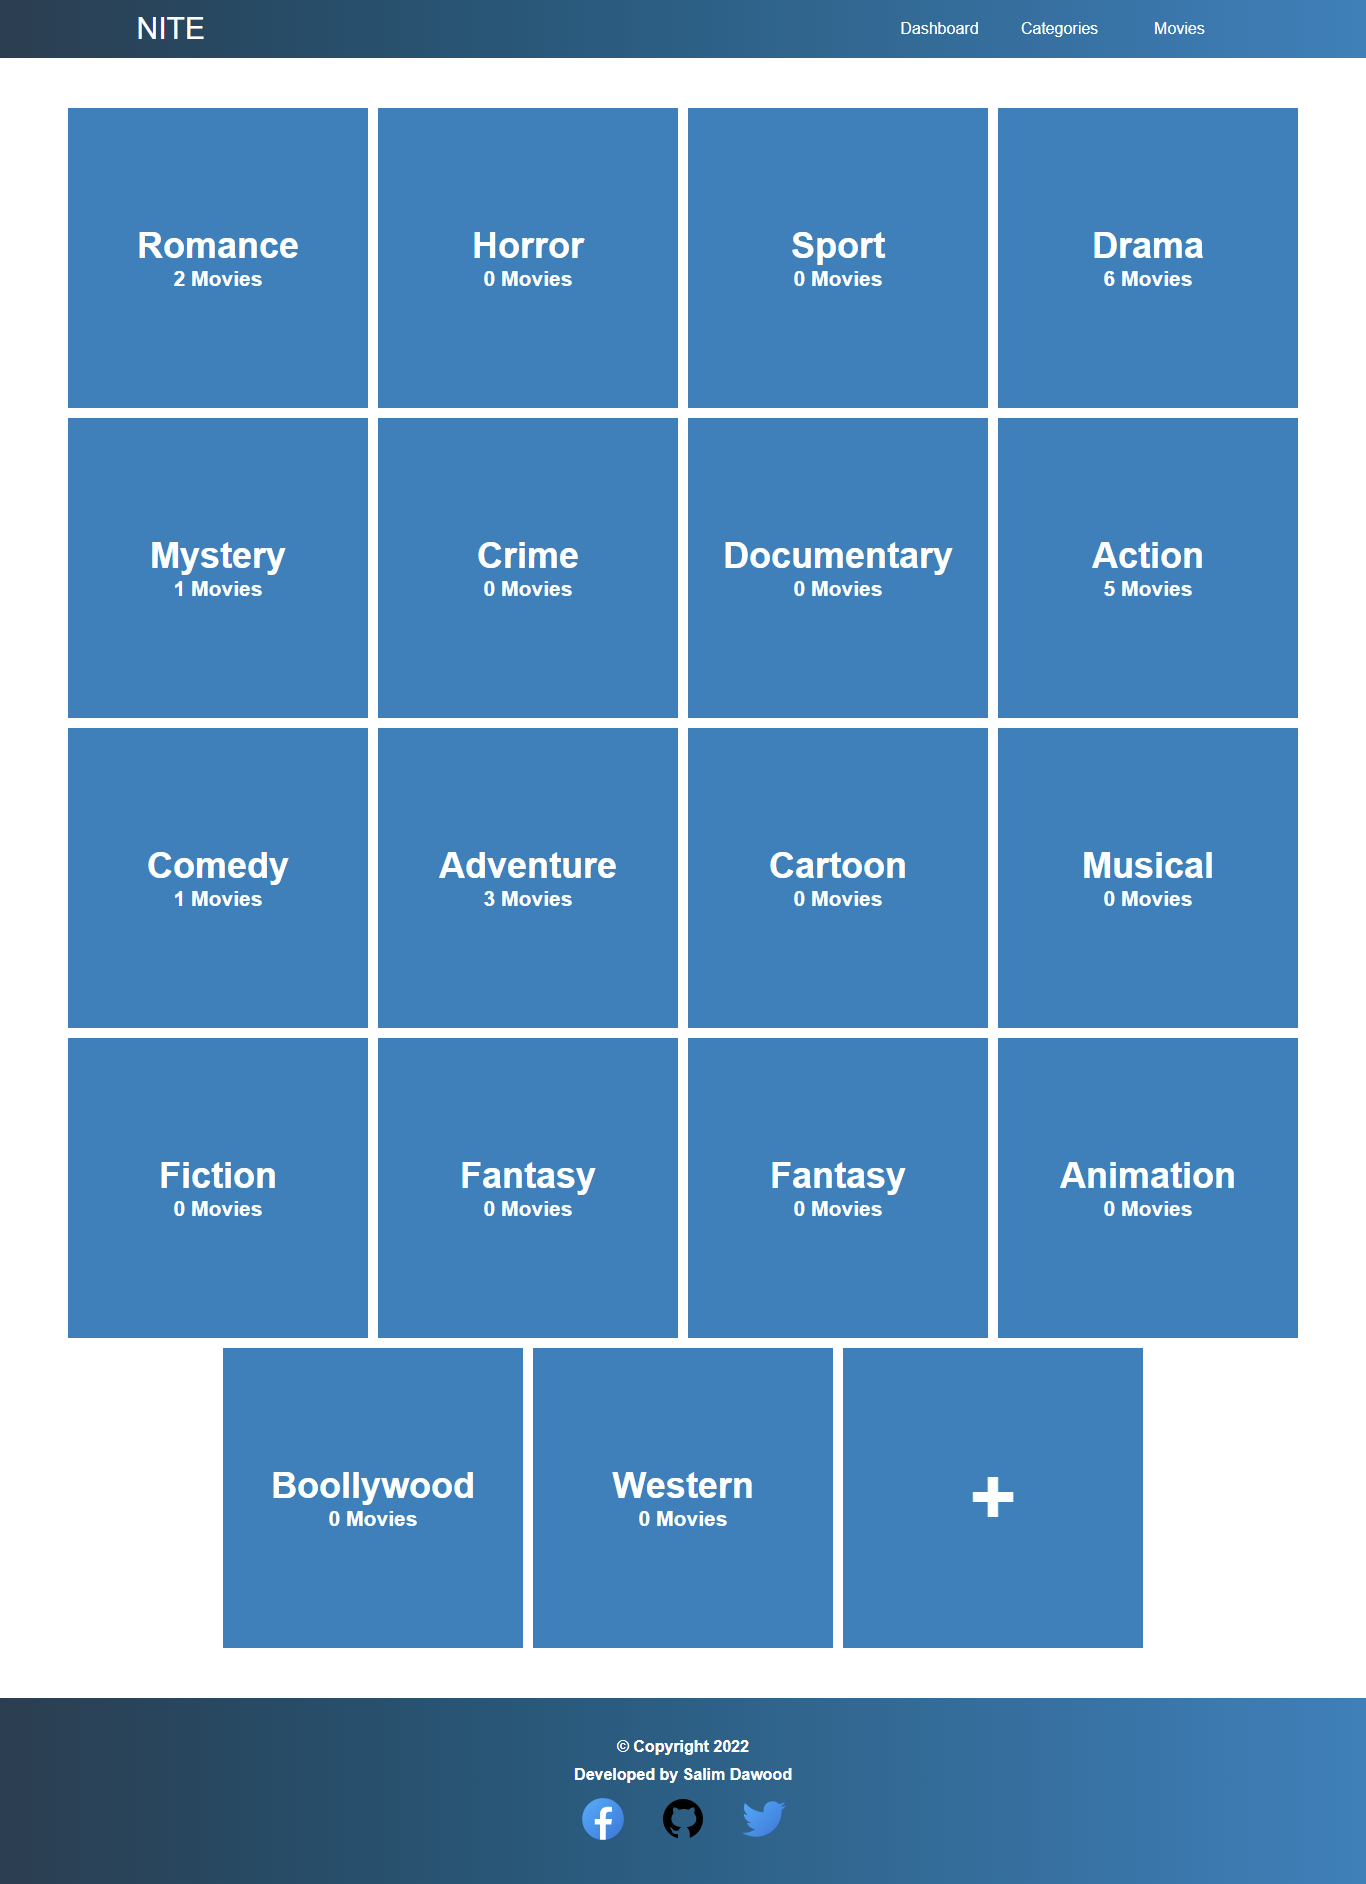 NITE
Dashboard
Categories
Movies
Romance
2 Movies
Horror
0 Movies
Sport
0 Movies
Drama
6 Movies
Mystery
1 Movies
Crime
0 Movies
Documentary
0 Movies
Action
5 Movies
Comedy
1 Movies
Adventure
3 Movies
Cartoon
0 Movies
Musical
0 Movies
Fiction
0 Movies
Fantasy
0 Movies
Fantasy
0 Movies
Animation
0 Movies
Boollywood
0 Movies
Western
0 Movies
+
© Copyright 2022
Developed by Salim Dawood